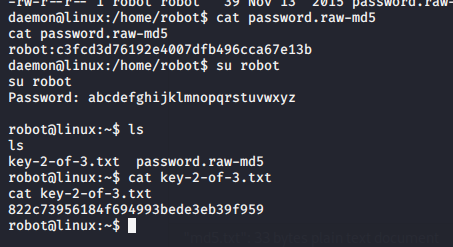 -rw-r--r-- 1 robot robot   39 Nov 13  2015 password.raw-md5
daemon@linux:/home/robot$ cat password.raw-md5
cat password.raw-md5
robot:c3fcd3d76192e4007dfb496cca67e13b
daemon@linux:/home/robot$ su robot
su robot
Password: abcdefghijklmnopqrstuvwxyz

robot@linux:~$ ls
ls
key-2-of-3.txt  password.raw-md5
robot@linux:~$ cat key-2-of-3.txt
cat key-2-of-3.txt
822c73956184f694993bede3eb39f959
robot@linux:~$